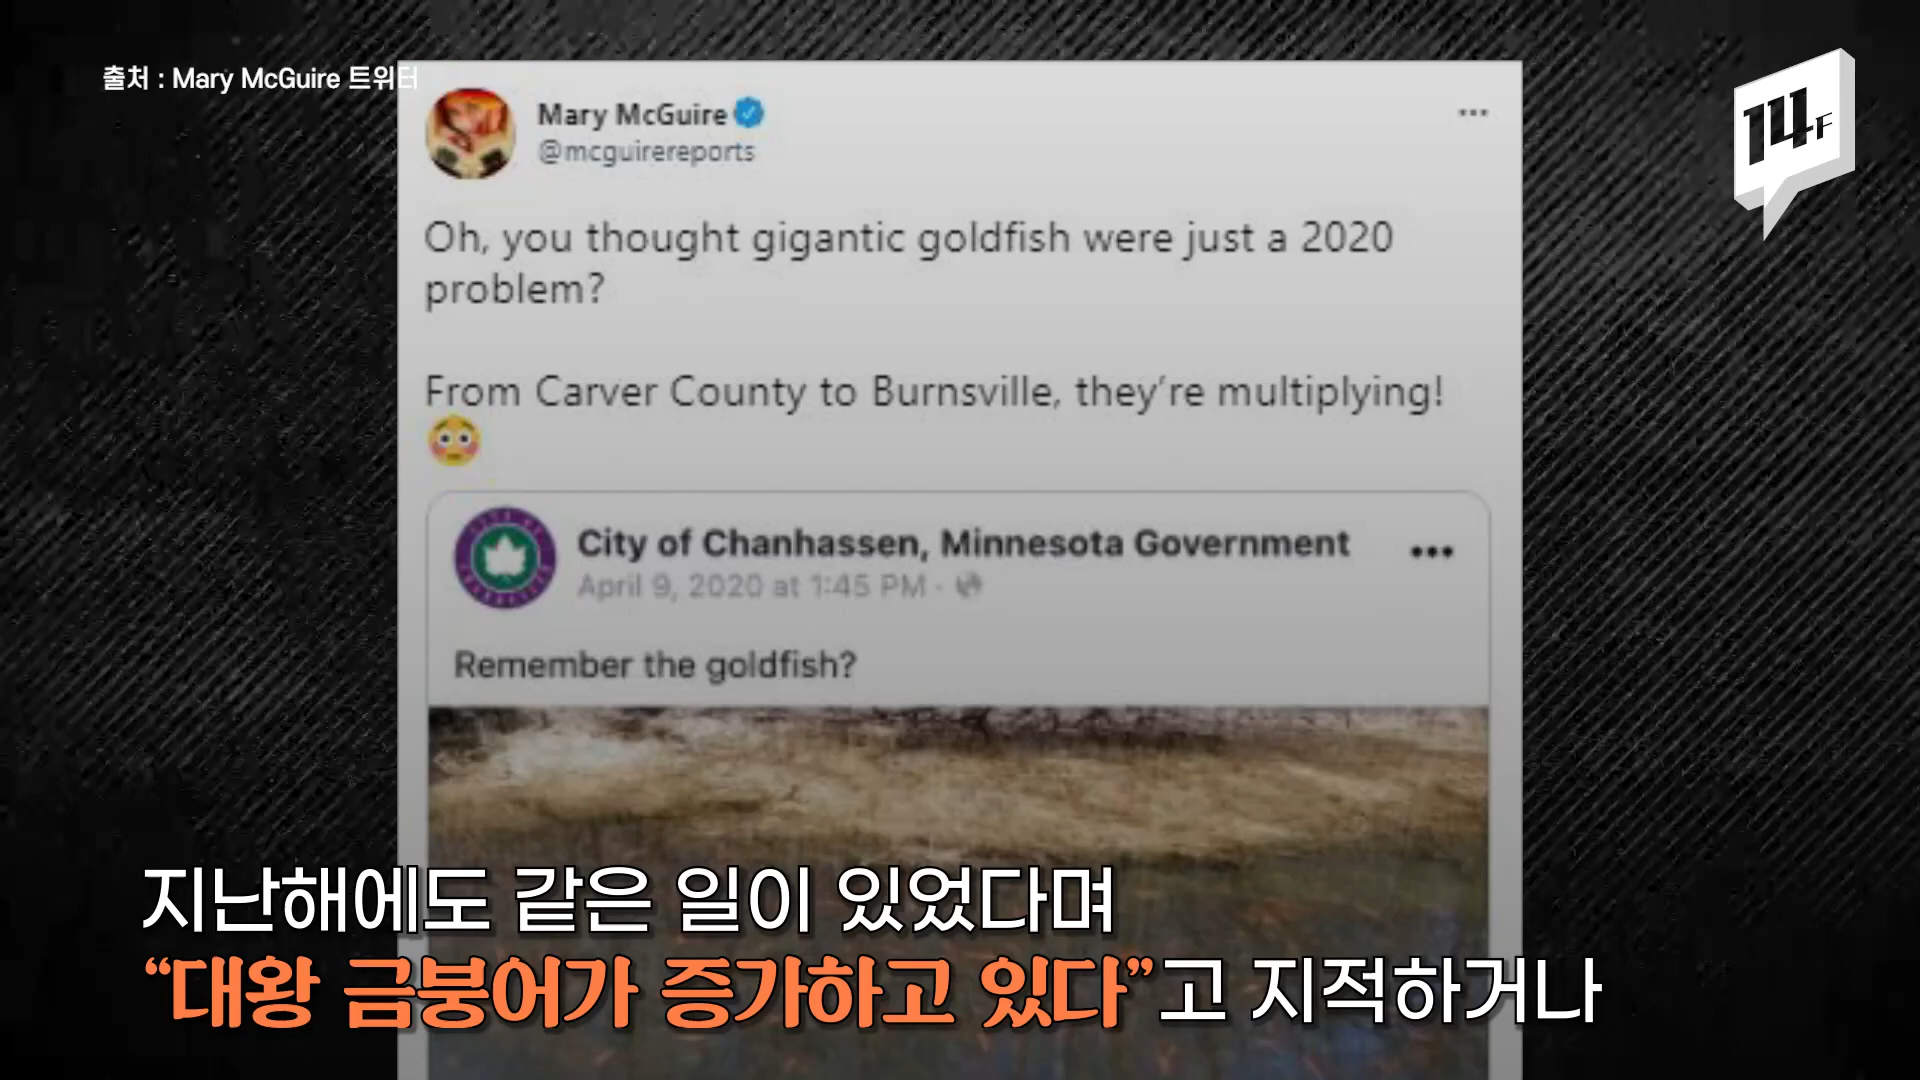 출처 : Mary McGuire 트위터
14F
Mary McGuire
@mcguirereports
Oh, you thought gigantic goldfish were just a 2020
problem?
From Carver County to Burnsville, they're multiplying!
City of Chanhassen, Minnesota Government
April 9, 2020 at 1:45 PM ·
Remember the goldfish?
지난해에도 같은 일이 있었다며
“대왕 금붕어가 증가하고 있다”고 지적하거나